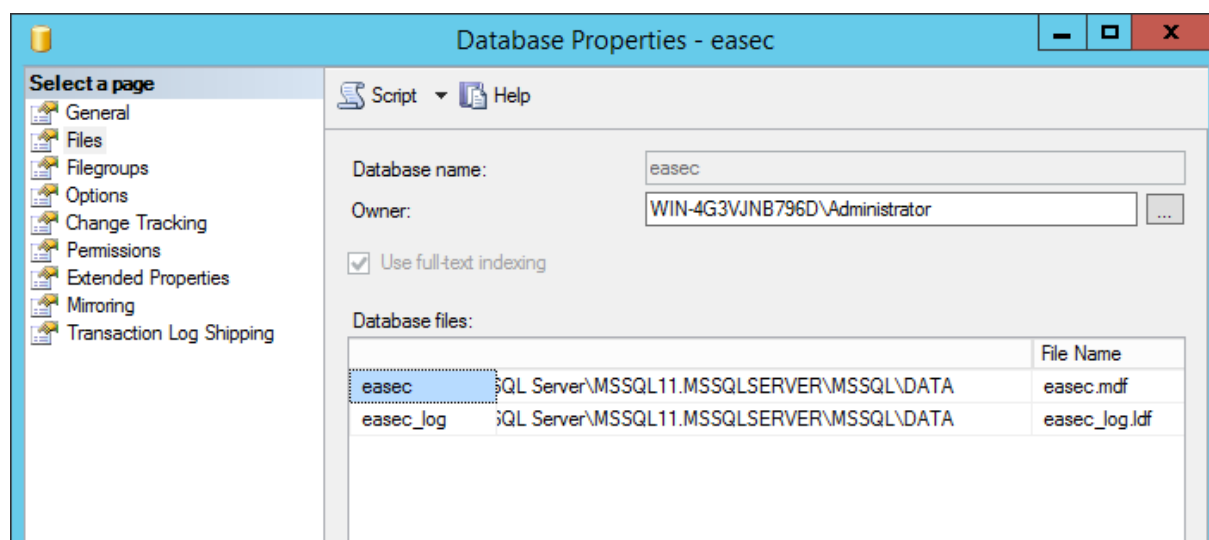 Database Properties - easec
Select a page
General
Files
Filegroups
Options
Change Tracking
Permissions
Extended Properties
Mirroring
Transaction Log Shipping
Script Help
Database name: easec
Owner: WIN-4G3VJNB796D\Administrator ...
Use full-text indexing
Database files:
File Name
easec SQL Server\MSSQL11.MSSQLSERVER\MSSQL\DATA easec.mdf
easec_log SQL Server\MSSQL11.MSSQLSERVER\MSSQL\DATA easec_log.ldf